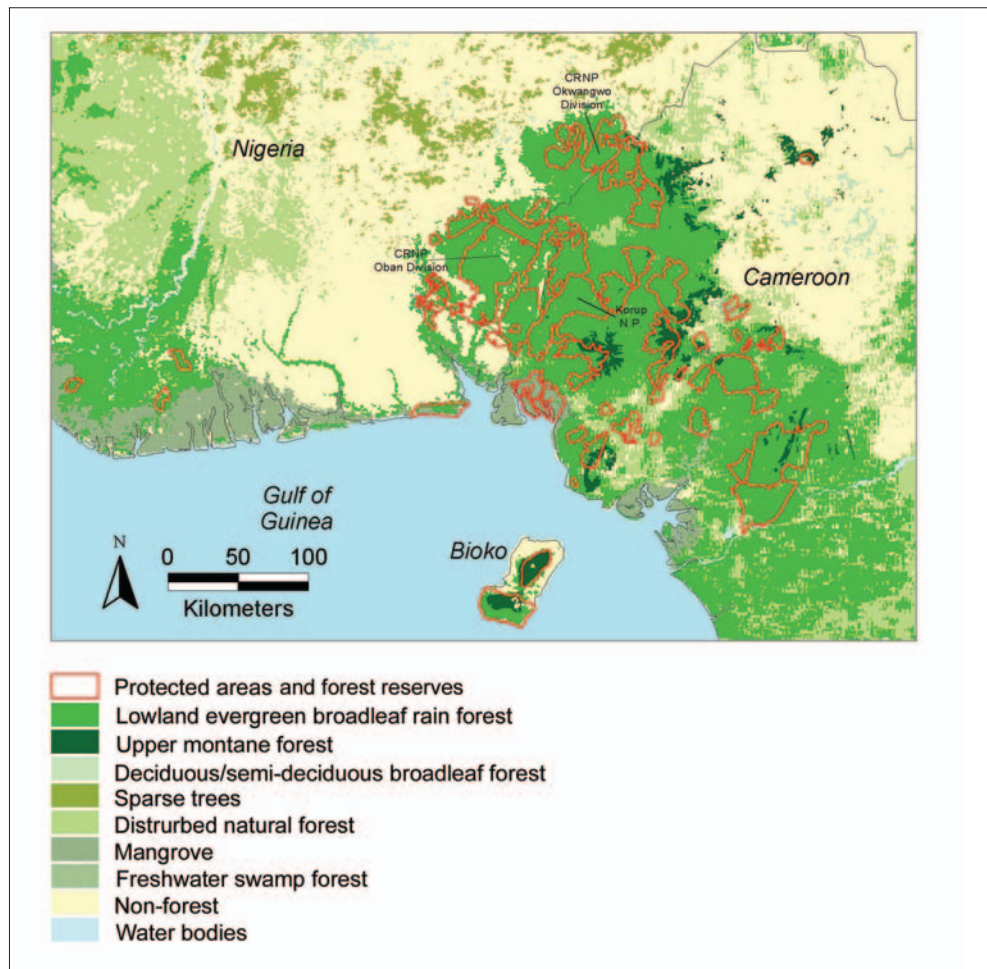 CRNP
Okwangwo
Division
Nigeria
CRNP
Oban Division
Cameroon
Korup
N.P.
Gulf of
Guinea
Bioko
N
0 50 100
Kilometers
Protected areas and forest reserves
Lowland evergreen broadleaf rain forest
Upper montane forest
Deciduous/semi-deciduous broadleaf forest
Sparse trees
Distrurbed natural forest
Mangrove
Freshwater swamp forest
Non-forest
Water bodies